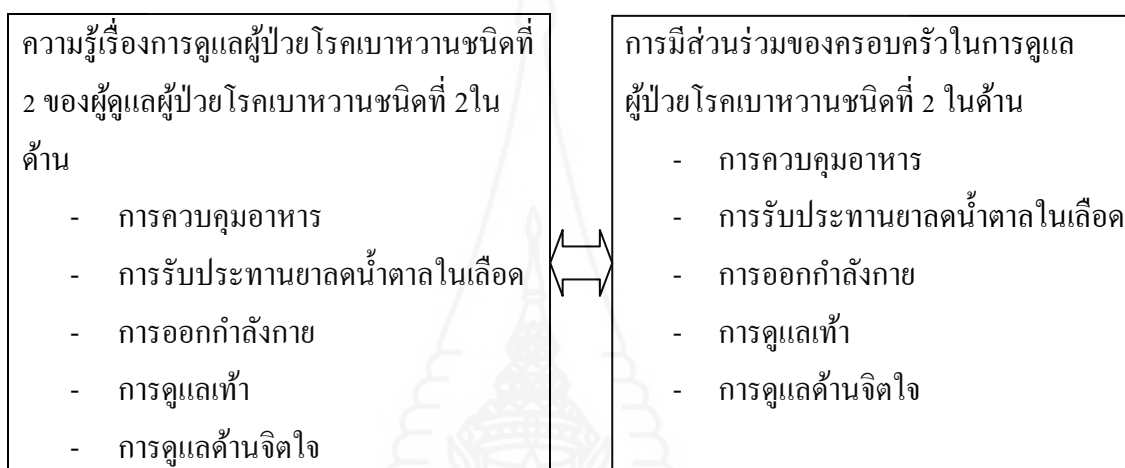 ความรู้เรื่องการดูแลผู้ป่วยโรคเบาหวานชนิดที่
2 ของผู้ดูแลผู้ป่วยโรคเบาหวานชนิดที่ 2ใน
ด้าน
- การควบคุมอาหาร
- การรับประทานยาลดน้ำตาลในเลือด
- การออกกำลังกาย
- การดูแลเท้า
- การดูแลด้านจิตใจ
การมีส่วนร่วมของครอบครัวในการดูแล
ผู้ป่วยโรคเบาหวานชนิดที่ 2 ในด้าน
- การควบคุมอาหาร
- การรับประทานยาลดน้ำตาลในเลือด
- การออกกำลังกาย
- การดูแลเท้า
- การดูแลด้านจิตใจ